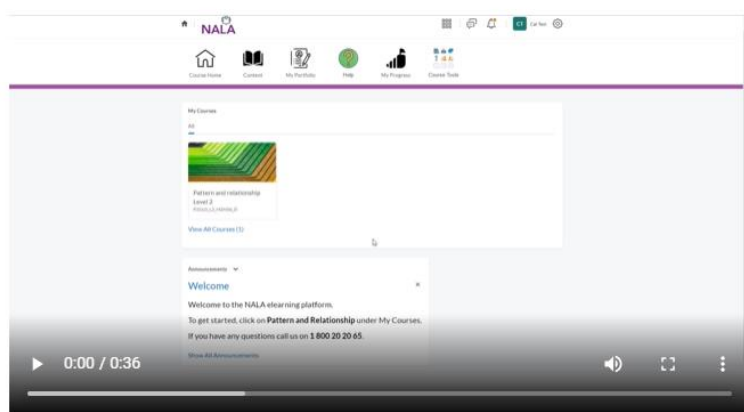 NALA
CT Cal Test
Course Home Content My Portfolio Help My Progress Course Tools
My Courses
All
Pattern and relationship
Level 2
View All Courses (1)
Announcements
Welcome
Welcome to the NALA elearning platform.
To get started, click on Pattern and Relationship under My Courses.
If you have any questions call us on 1 800 20 20 65.
Show All Announcements
0:00 / 0:36